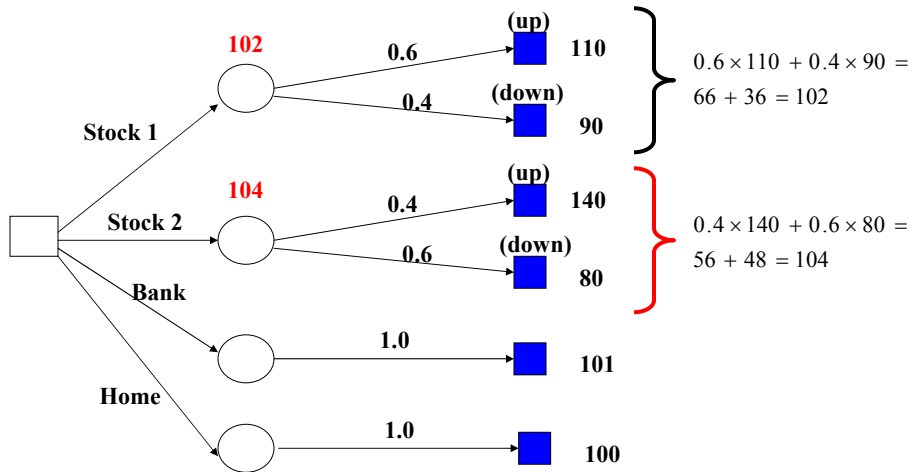 (up)
102
0.6
110
0.6 × 110 + 0.4 × 90 =
66 + 36 = 102
(down)
0.4
90
Stock 1
(up)
104
0.4
140
Stock 2
0.4 × 140 + 0.6 × 80 =
56 + 48 = 104
(down)
0.6
80
Bank
1.0
101
Home
1.0
100